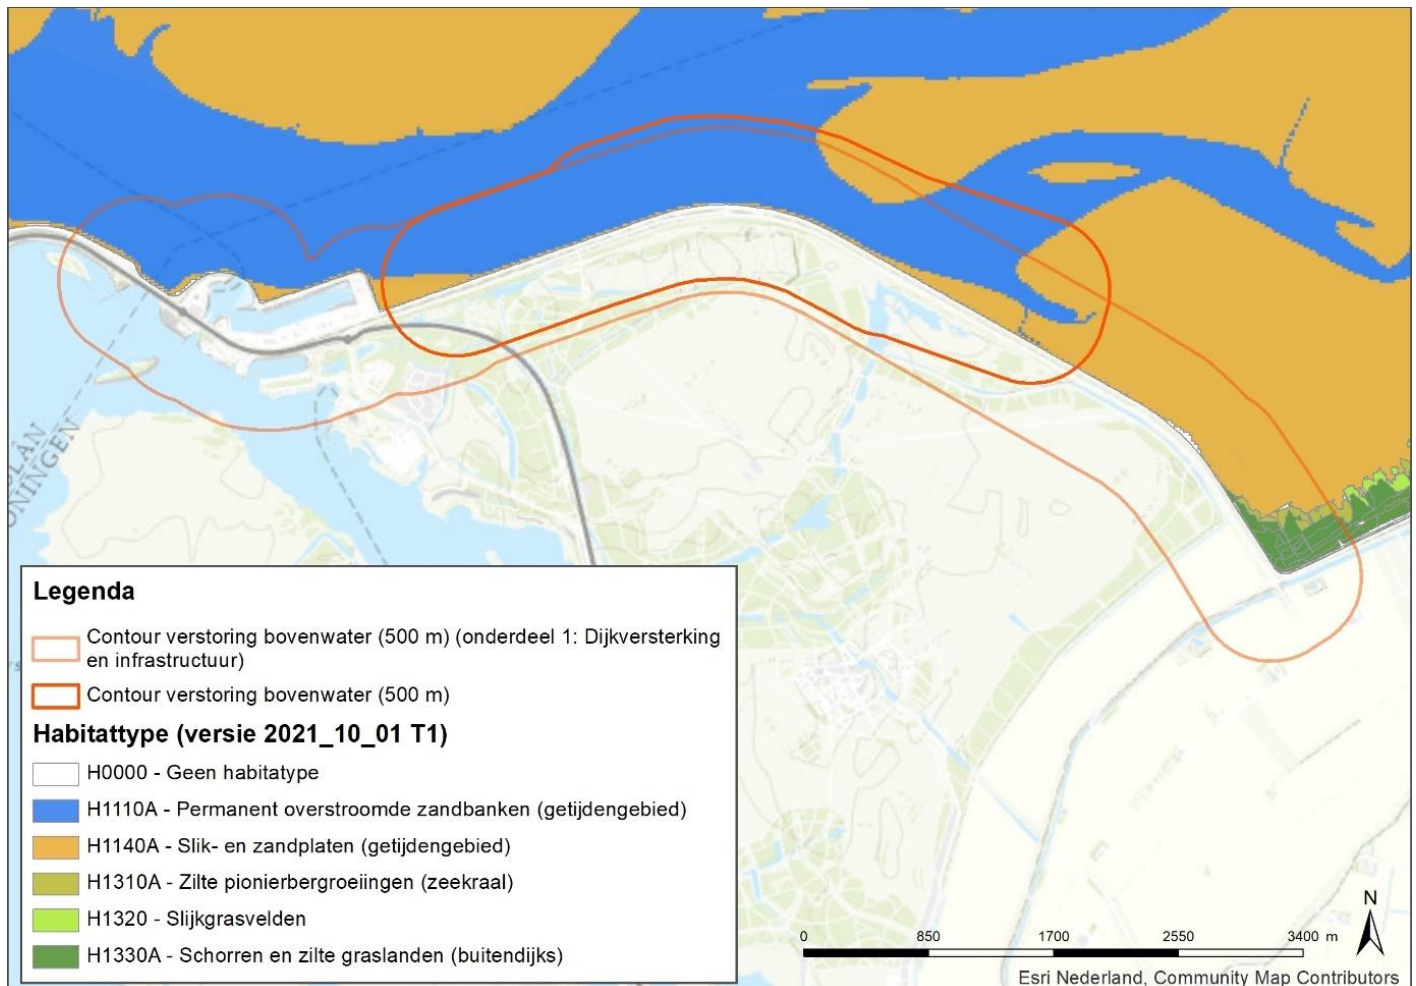 Legenda
Contour verstoring bovenwater (500 m) (onderdeel 1: Dijkversterking
en infrastructuur)
Contour verstoring bovenwater (500 m)
Habitattype (versie 2021_10_01 T1)
H0000 - Geen habitatype
H1110A - Permanent overstroomde zandbanken (getijdengebied)
H1140A - Slik- en zandplaten (getijdengebied)
H1310A - Zilte pionierbergroeiingen (zeekraal)
H1320 - Slijkgrasvelden
H1330A - Schorren en zilte graslanden (buitendijks)
N
0 850 1700 2550 3400 m
Esri Nederland, Community Map Contributors